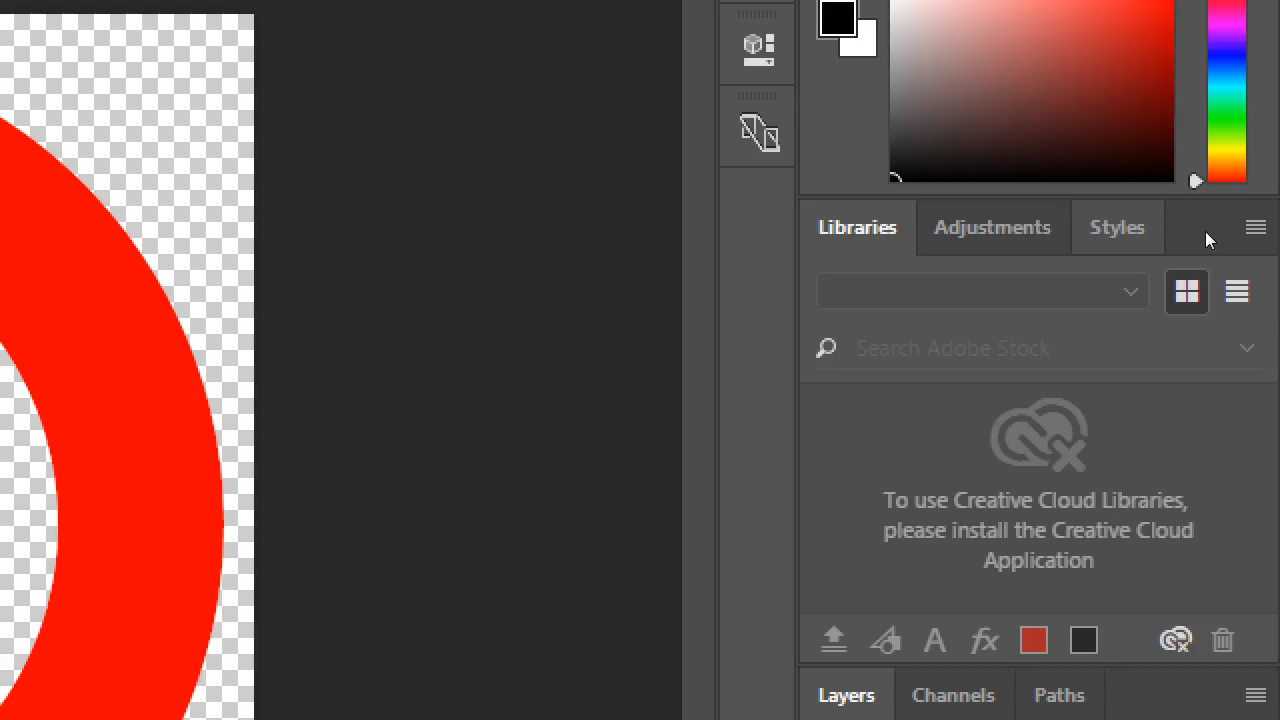 Libraries
Adjustments
Styles
Search Adobe Stock
To use Creative Cloud Libraries,
please install the Creative Cloud
Application
A
fx
Layers
Channels
Paths